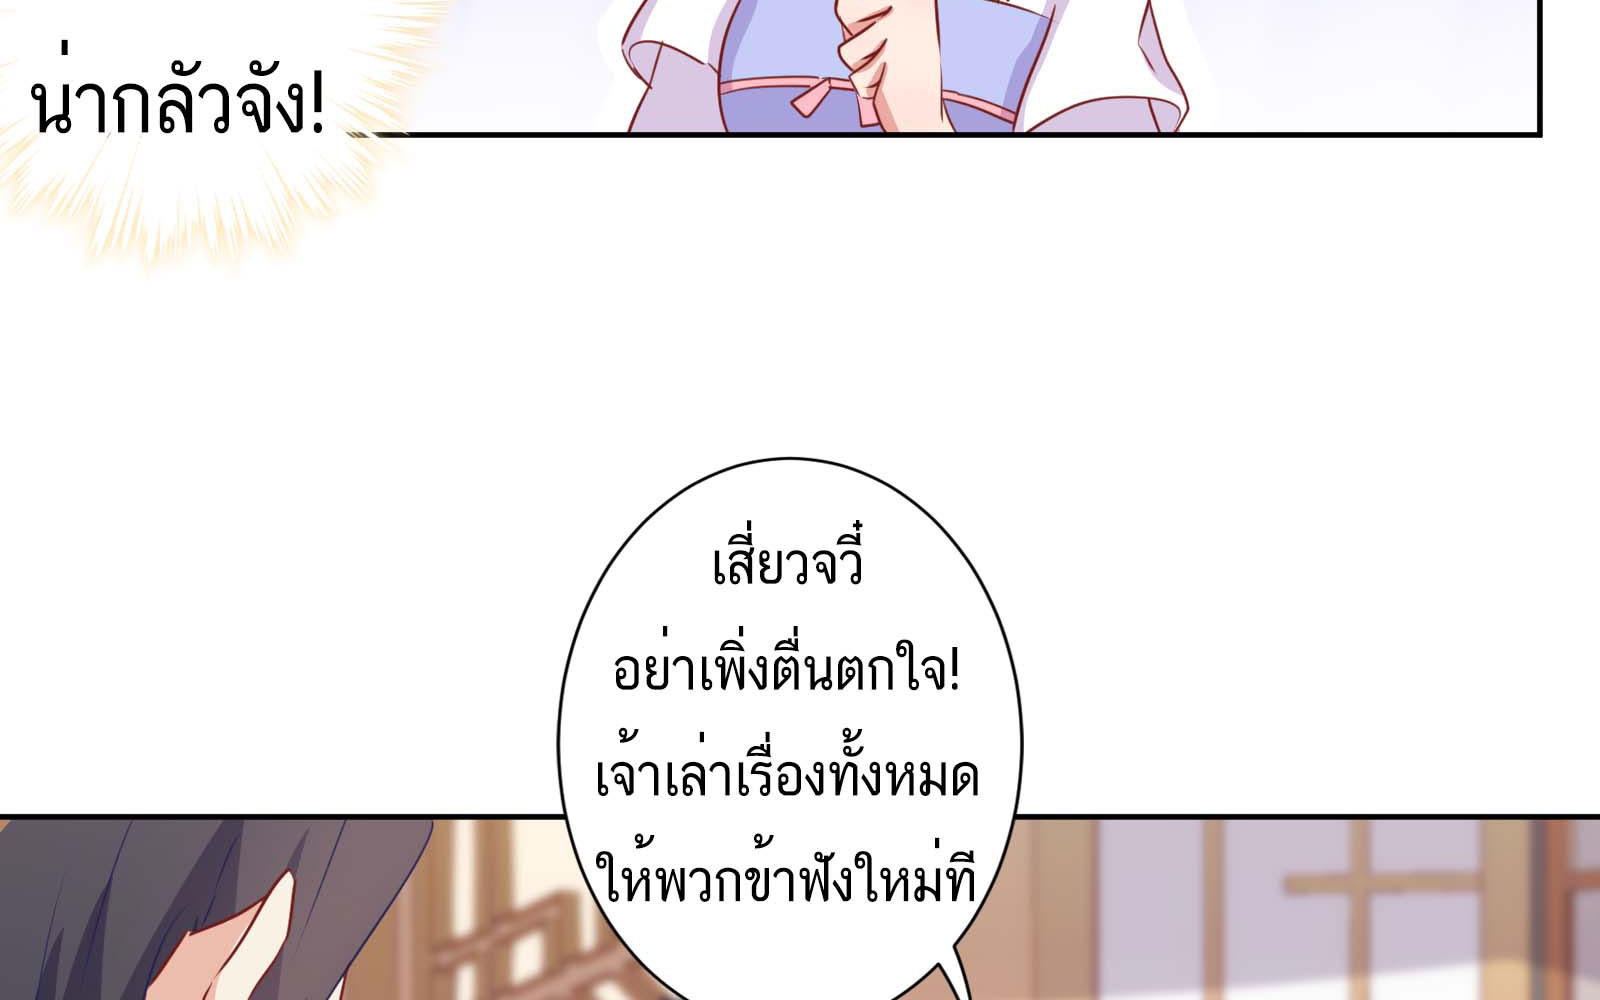 น่ากลัวจัง!
เสี่ยวจวี๋
อย่าเพิ่งตื่นตกใจ!
เจ้าเล่าเรื่องทั้งหมด
ให้พวกข้าฟังใหม่ที